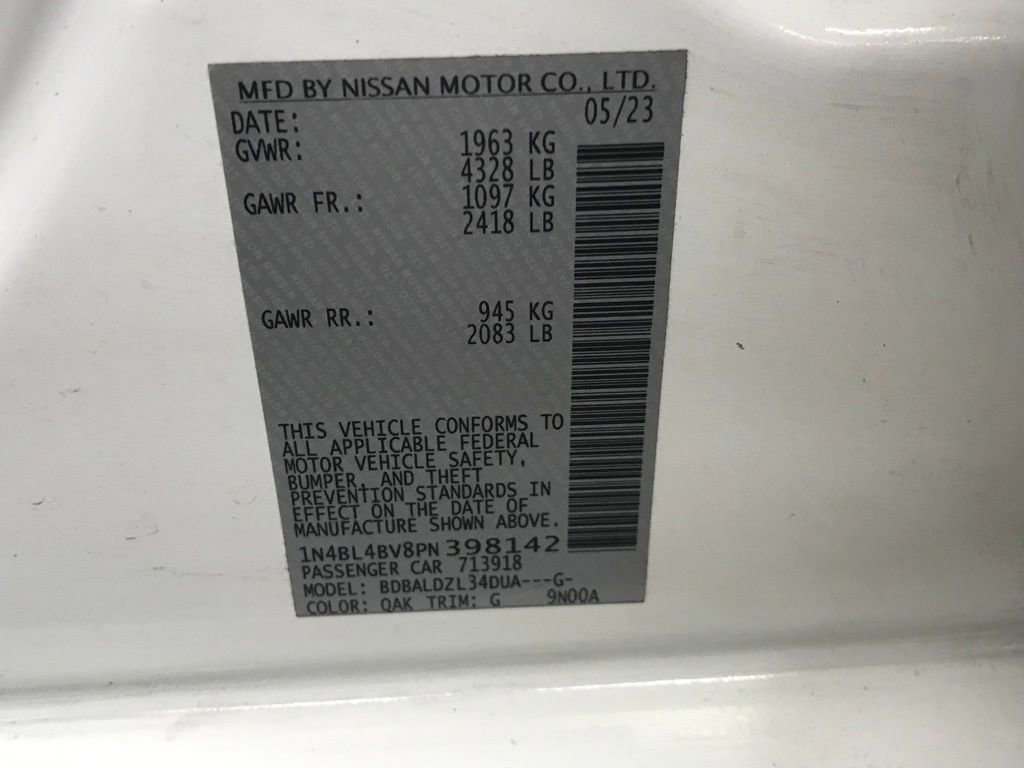 MFD BY NISSAN MOTOR CO., LTD.
DATE: 05/23
GVWR: 1963 KG
4328 LB
GAWR FR.: 1097 KG
2418 LB
GAWR RR.: 945 KG
2083 LB
THIS VEHICLE CONFORMS TO
ALL APPLICABLE FEDERAL
MOTOR VEHICLE SAFETY,
BUMPER, AND THEFT
PREVENTION STANDARDS IN
EFFECT ON THE DATE OF
MANUFACTURE SHOWN ABOVE.
1N4BL4BV8PN 398142
PASSENGER CAR 713918
MODEL: BDBALDZL34DUA---G-
COLOR: QAK TRIM: G 9N00A